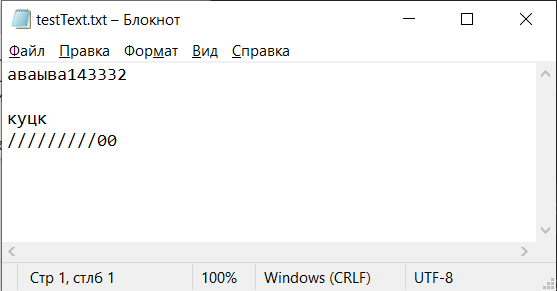 testText.txt – Блокнот
Файл Правка Формат Вид Справка
аваыва143332
куцк
/////////00
Стр 1, стлб 1 100% Windows (CRLF) UTF-8